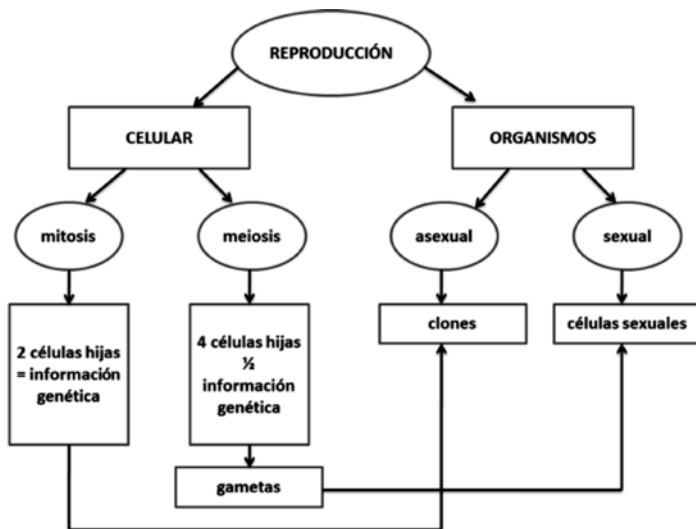 REPRODUCCIÓN
CELULAR
ORGANISMOS
mitosis
meiosis
asexual
sexual
2 células hijas
= información
genética
4 células hijas
½
información
genética
clones
células sexuales
gametas